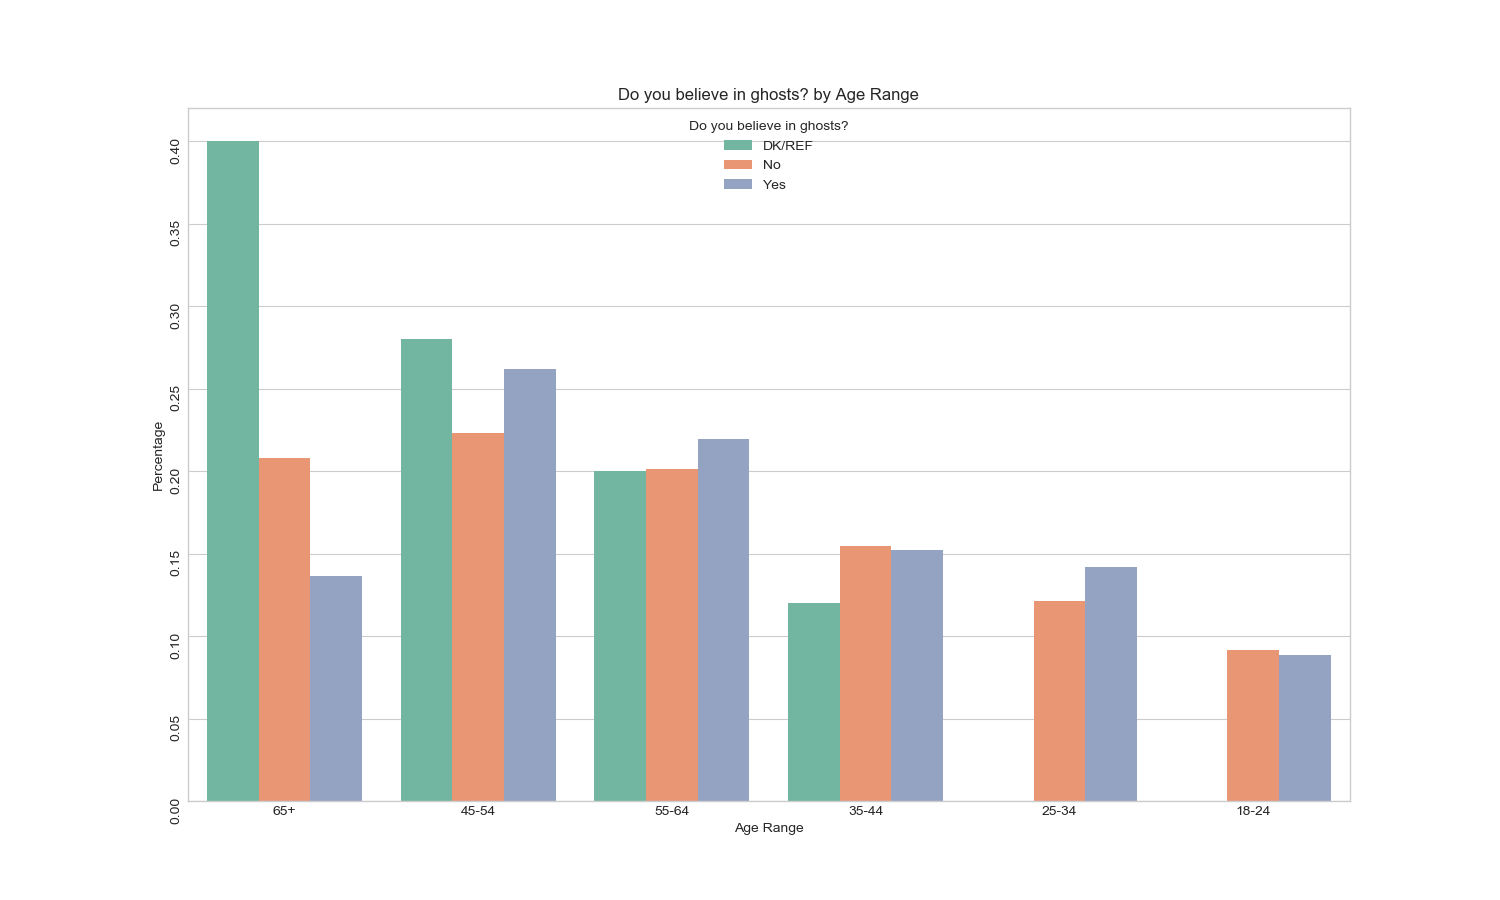 Do you believe in ghosts? by Age Range
Do you believe in ghosts?
DK/REF
No
Yes
0.40
0.35
0.30
0.25
0.20
0.15
0.10
0.05
0.00
Percentage
65+ 45-54 55-64 35-44 25-34 18-24
Age Range